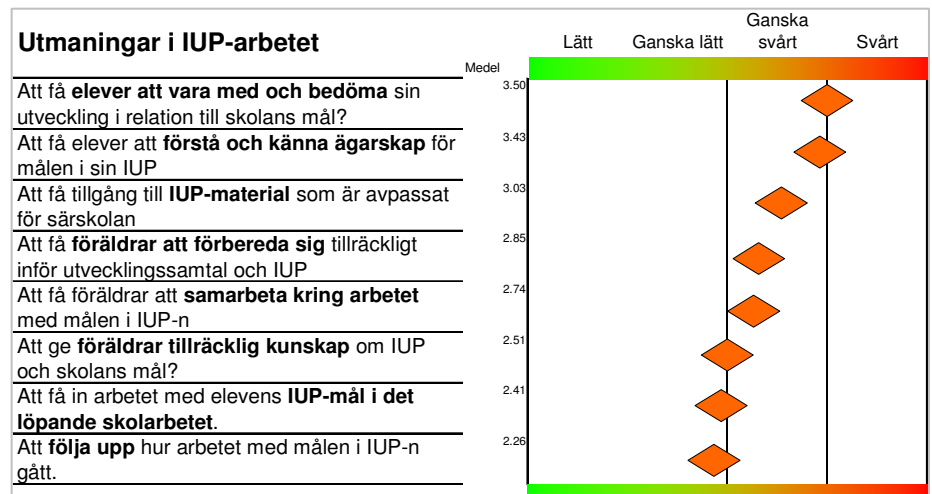 Utmaningar i IUP-arbetet
Lätt Ganska lätt Ganska svårt Svårt
Medel
Att få elever att vara med och bedöma sin
utveckling i relation till skolans mål?
3.50
Att få elever att förstå och känna ägarskap för
målen i sin IUP
3.43
Att få tillgång till IUP-material som är avpassat
för särskolan
3.03
Att få föräldrar att förbereda sig tillräckligt
inför utvecklingssamtal och IUP
2.85
Att få föräldrar att samarbeta kring arbetet
med målen i IUP-n
2.74
Att ge föräldrar tillräcklig kunskap om IUP
och skolans mål?
2.51
Att få in arbetet med elevens IUP-mål i det
löpande skolarbetet.
2.41
Att följa upp hur arbetet med målen i IUP-n
gått.
2.26